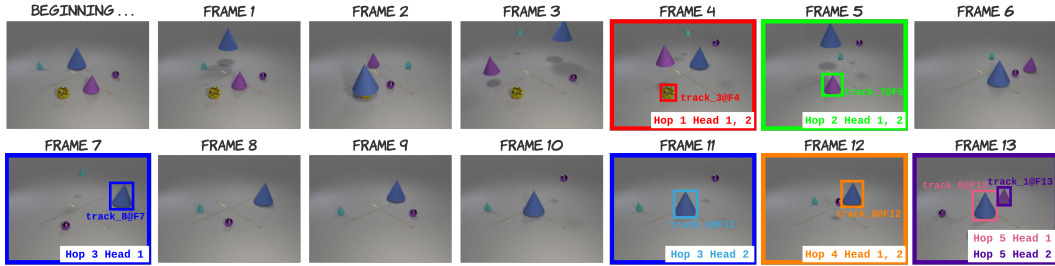 BEGINNING...
FRAME 1
FRAME 2
FRAME 3
FRAME 4
FRAME 5
FRAME 6
track_3@F4
Hop 1 Head 1, 2
Hop 2 Head 1, 2
FRAME 7
FRAME 8
FRAME 9
FRAME 10
FRAME 11
FRAME 12
FRAME 13
track_8@F7
track_1@F13
Hop 3 Head 1
Hop 3 Head 2
Hop 4 Head 1, 2
Hop 5 Head 1
Hop 5 Head 2